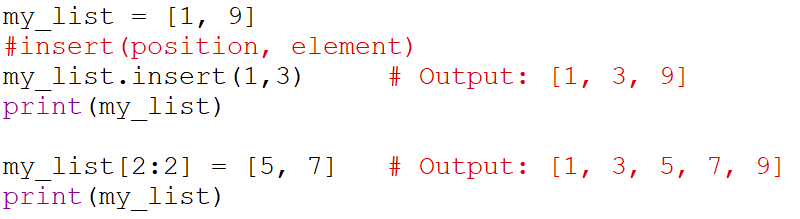 my_list = [1, 9]
#insert(position, element)
my_list.insert(1,3)     # Output: [1, 3, 9]
print(my_list)
my_list[2:2] = [5, 7]   # Output: [1, 3, 5, 7, 9]
print(my_list)